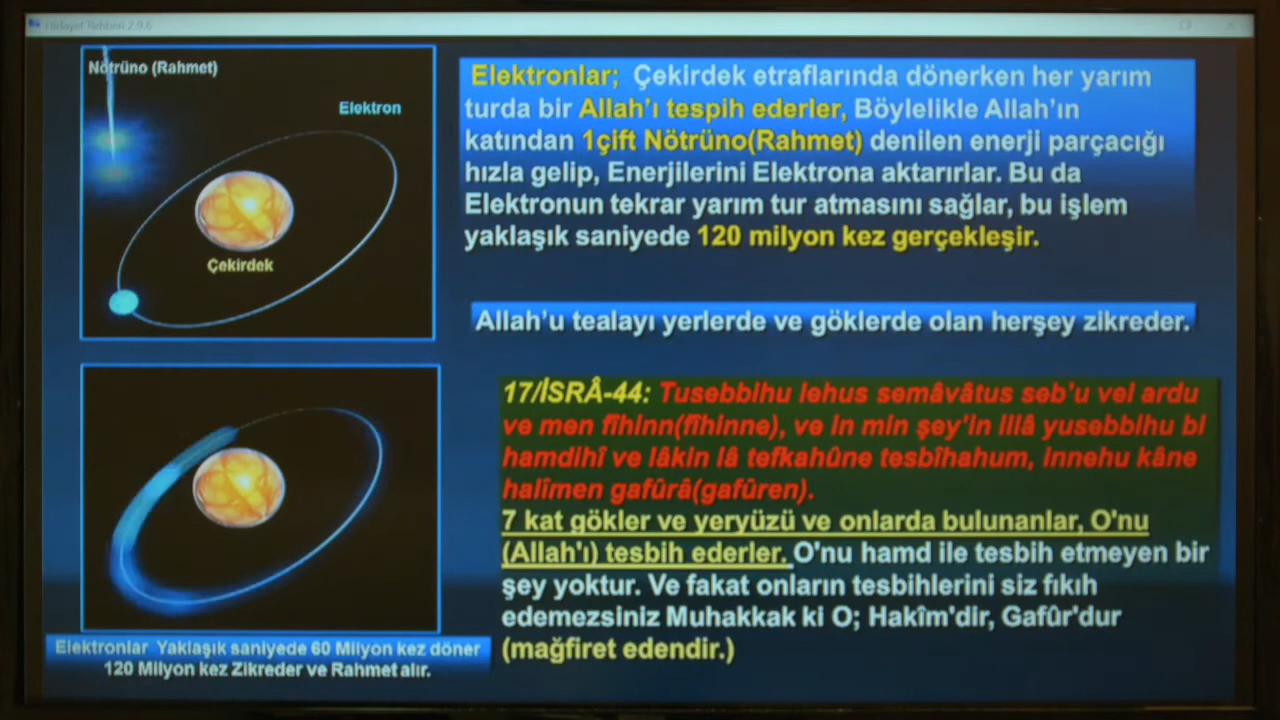 Hidayet Rehberi 2.9.6
Nötrüno (Rahmet)
Elektron
Çekirdek
Elektronlar; Çekirdek etraflarında dönerken her yarım
turda bir Allah'ı tespih ederler, Böylelikle Allah'ın
katından 1çift Nötrüno(Rahmet) denilen enerji parçacığı
hızla gelip, Enerjilerini Elektrona aktarırlar. Bu da
Elektronun tekrar yarım tur atmasını sağlar, bu işlem
yaklaşık saniyede 120 milyon kez gerçekleşir.
Allah'u tealayı yerlerde ve göklerde olan herşey zikreder.
17/İSRÂ-44: Tusebbihu lehus semâvâtus seb'u vel ardu
ve men fîhinn(fîhinne), ve in min şey'in illâ yusebbihu bi
hamdihî ve lâkin lâ tefkahûne tesbîhahum, innehu kâne
halîmen gafûrâ(gafûren).
7 kat gökler ve yeryüzü ve onlarda bulunanlar, O'nu
(Allah'ı) tesbih ederler. O'nu hamd ile tesbih etmeyen bir
şey yoktur. Ve fakat onların tesbihlerini siz fıkıh
edemezsiniz Muhakkak ki O; Hakîm'dir, Gafûr'dur
(mağfiret edendir.)
Elektronlar Yaklaşık saniyede 60 Milyon kez döner
120 Milyon kez Zikreder ve Rahmet alır.